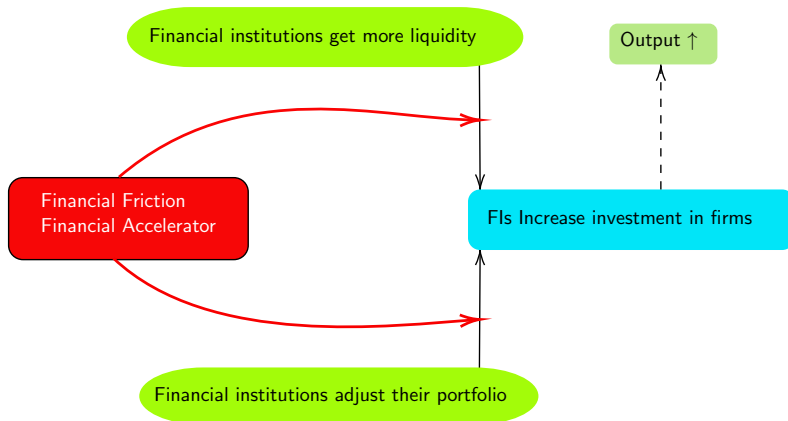 Financial institutions get more liquidity
Output ↑
Financial Friction
Financial Accelerator
FIs Increase investment in firms
Financial institutions adjust their portfolio